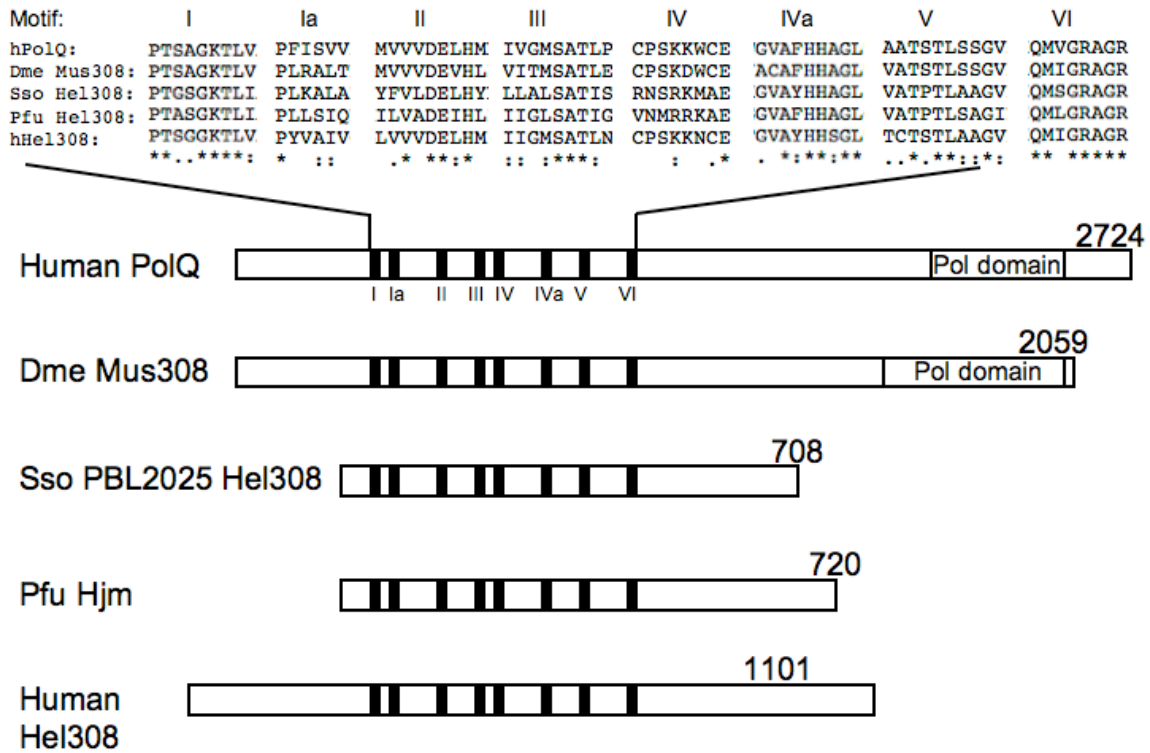 Motif: I Ia II III IV IVa V VI
hPolQ: PTSAGKTLV PFISVV MVVVDELHM IVGMSATLP CPSKKWCE GVAFHHAGL AATSTLSSGV QMVGRAGR
Dme Mus308: PTSAGKTLV PLRALT MVVVDEVHL VITMSATLE CPSKDWCE ACAFHHAGL VATSTLSSGV QMIGRAGR
Sso Hel308: PTGSGKTLI PLKALA YFVLDELHY LLALSATIS RNSRKMAE GVAYHHAGL VATPTLAAGV QMSGRAGR
Pfu Hel308: PTASGKTLI PLLSIQ ILVADEIHL IIGLSATIG VNMRRKAE GVAFHHAGL VATPTLSAGI QMLGRAGR
hHel308: PTSGGKTLV PYVAIV LVVVDELHM IIGMSATLN CPSKKNCE GVAYHHSGL TCTSTLAAGV QMIGRAGR
**..****: * :: .* **:* :: :***: : .* . *:**:** ..*.**::*: ** *****
Human PolQ Pol domain 2724
I Ia II III IV IVa V VI
Dme Mus308 Pol domain 2059
Sso PBL2025 Hel308 708
Pfu Hjm 720
Human 1101
Hel308